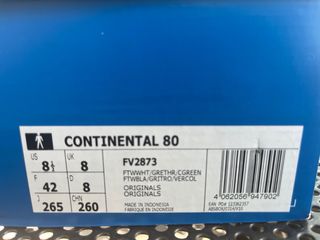 CONTINENTAL 80
US UK
8½ 8
F D
42 8
J CHN
265 260
FV2873
FTWWHT/GRETHR/CGREEN
FTWBLA/GRITRO/VERCOL
ORIGINALS
ORIGINALS
MADE IN INDONESIA
FABRIQUÉ EN INDONESIE
4 062056 947902